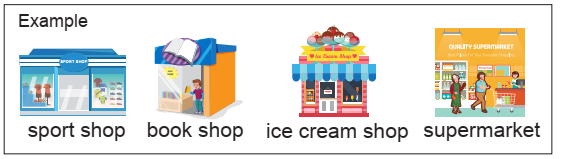 Example
SPORT SHOP
Ice Cream Shop
QUALITY SUPERMARKET
sport shop book shop ice cream shop supermarket